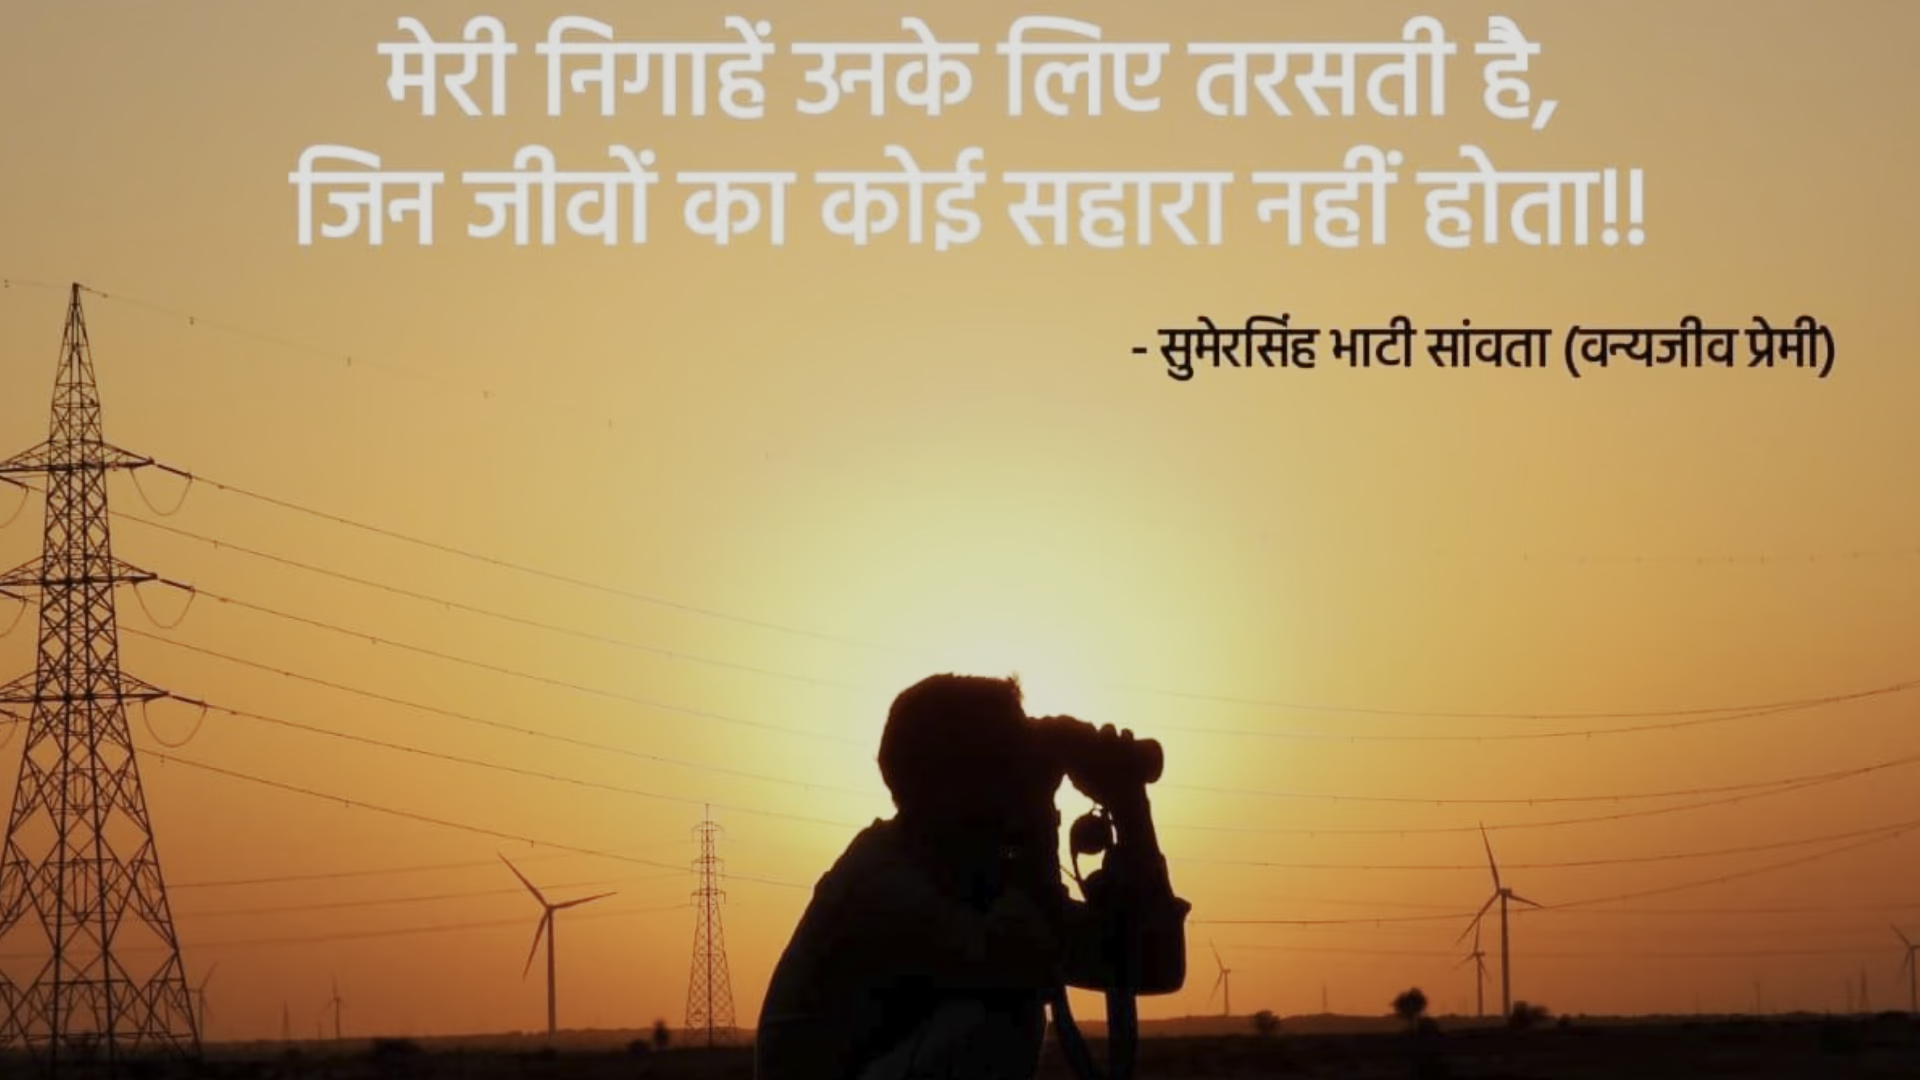 मेरी निगाहें उनके लिए तरसती है,
जिन जीवों का कोई सहारा नहीं होता!!
- सुमेरसिंह भाटी सांवता (वन्यजीव प्रेमी)